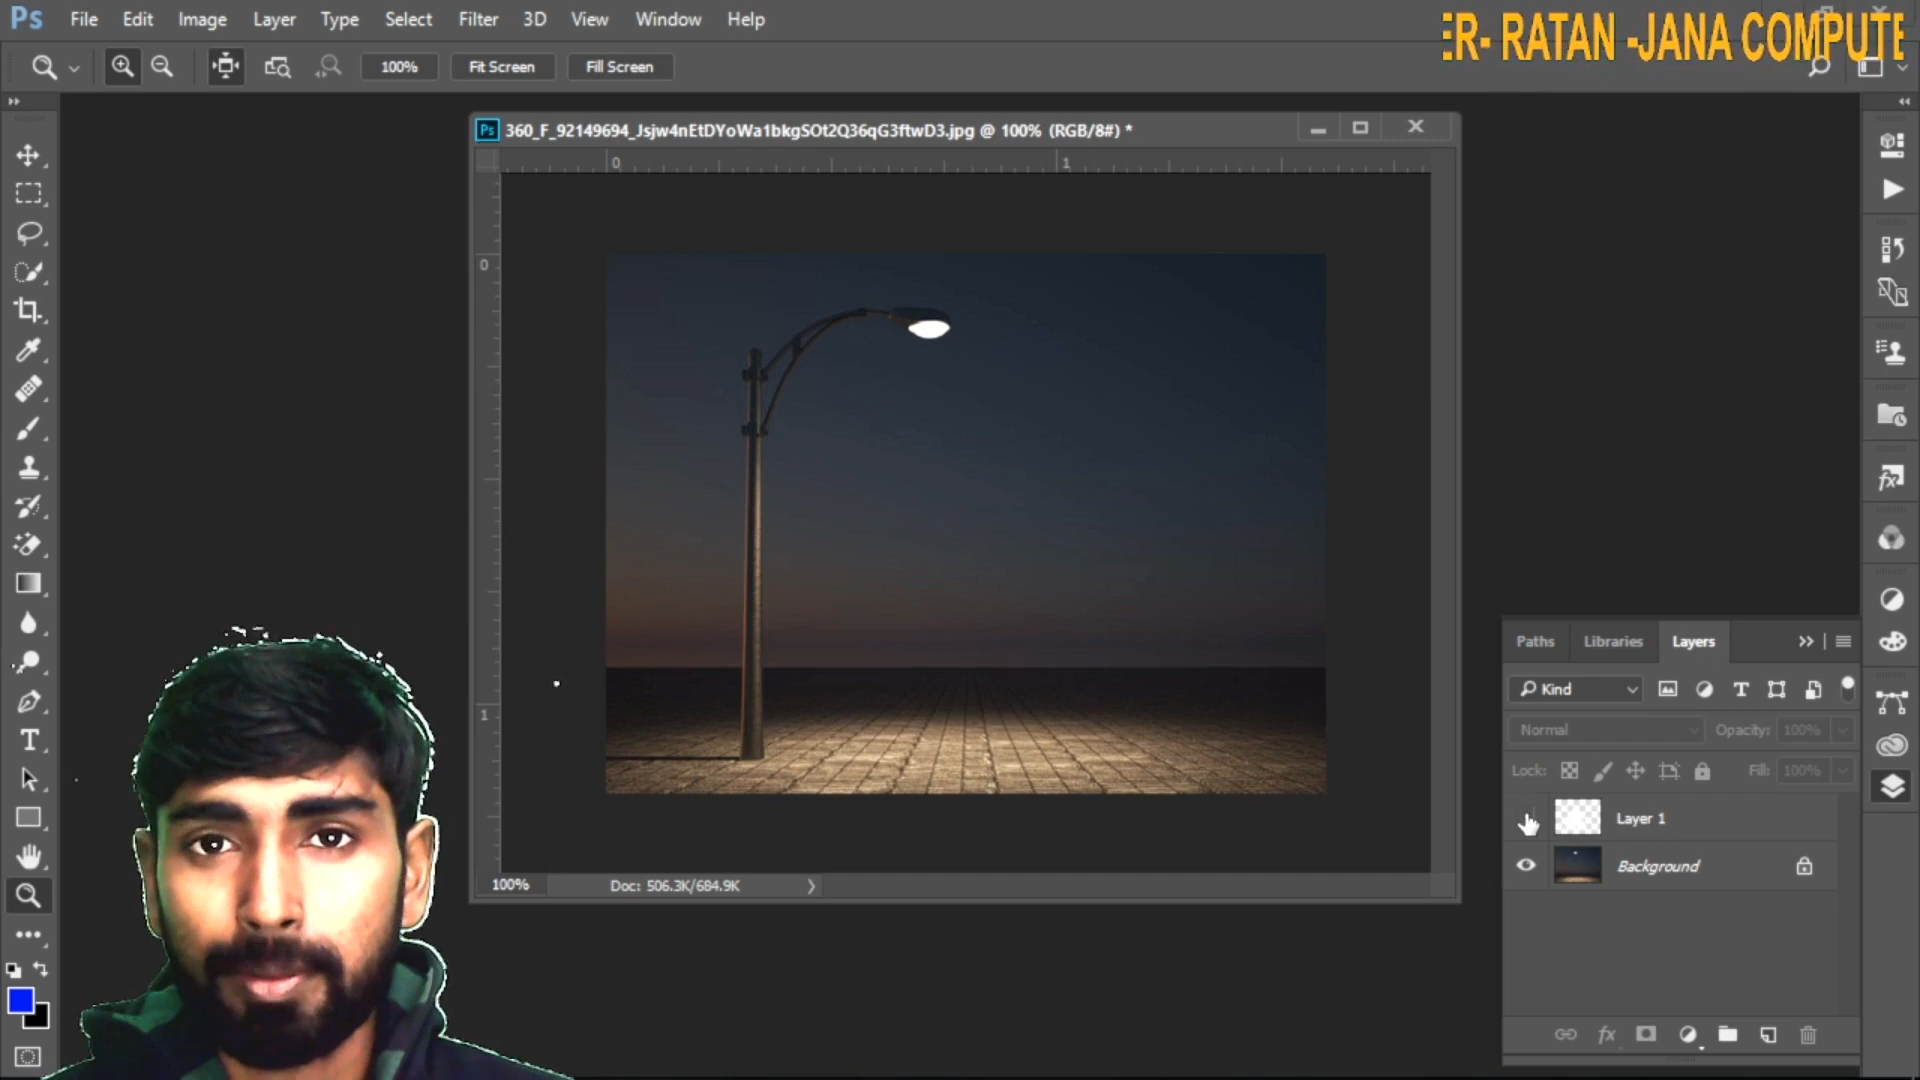 Ps File Edit Image Layer Type Select Filter 3D View Window Help
ER- RATAN -JANA COMPUTE
100% Fit Screen Fill Screen
Ps 360_F_92149694_Jsjw4nEtDYoWa1bkgSOt2Q36qG3ftwD3.jpg @ 100% (RGB/8#) *
0 1
0
1
100% Doc: 506.3K/684.9K
Paths Libraries Layers
Kind
Normal Opacity: 100%
Lock: Fill: 100%
Layer 1
Background
fx